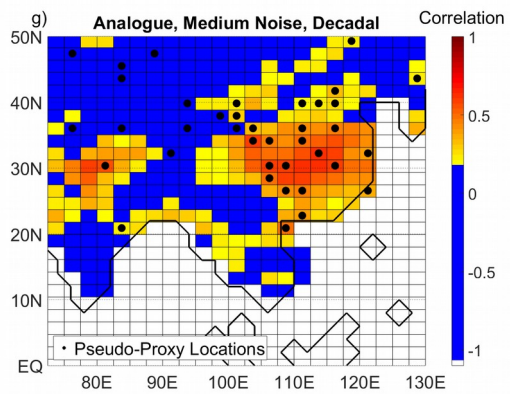 g)
Analogue, Medium Noise, Decadal
Correlation
50N
40N
30N
20N
10N
EQ
80E 90E 100E 110E 120E 130E
• Pseudo-Proxy Locations
1
0.5
0
-0.5
-1